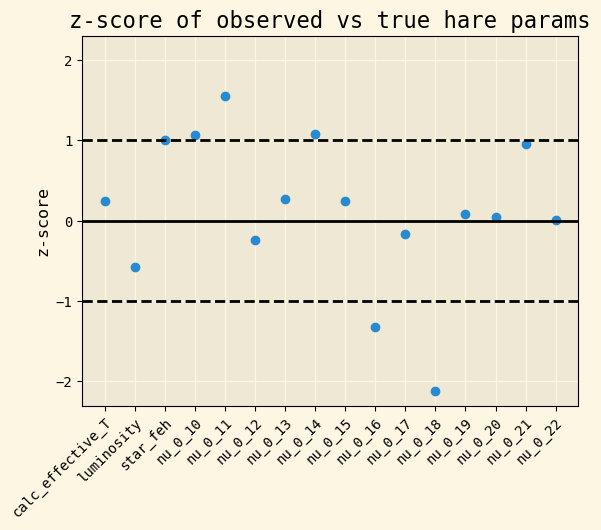 z-score of observed vs true hare params
z-score
2
1
0
−1
−2
calc_effective_T
luminosity
star_feh
nu_0_10
nu_0_11
nu_0_12
nu_0_13
nu_0_14
nu_0_15
nu_0_16
nu_0_17
nu_0_18
nu_0_19
nu_0_20
nu_0_21
nu_0_22